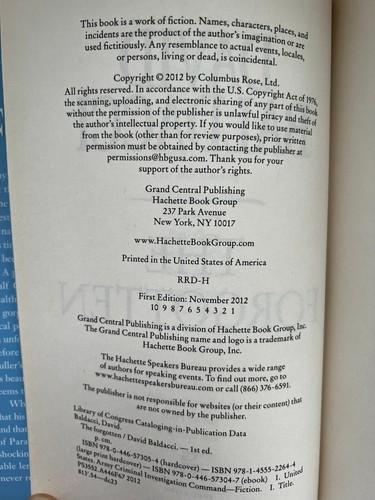 This book is a work of fiction. Names, characters, places, and
incidents are the product of the author's imagination or are
used fictitiously. Any resemblance to actual events, locales,
or persons, living or dead, is coincidental.
Copyright © 2012 by Columbus Rose, Ltd.
All rights reserved. In accordance with the U.S. Copyright Act of 1976,
the scanning, uploading, and electronic sharing of any part of this book
without the permission of the publisher is unlawful piracy and theft of
the author's intellectual property. If you would like to use material
from the book (other than for review purposes), prior written
permission must be obtained by contacting the publisher at
permissions@hbgusa.com. Thank you for your
support of the author's rights.
Grand Central Publishing
Hachette Book Group
237 Park Avenue
New York, NY 10017
www.HachetteBookGroup.com
Printed in the United States of America
RRD-H
First Edition: November 2012
10 9 8 7 6 5 4 3 2 1
Grand Central Publishing is a division of Hachette Book Group, Inc.
The Grand Central Publishing name and logo is a trademark of
Hachette Book Group, Inc.
The Hachette Speakers Bureau provides a wide range
of authors for speaking events. To find out more, go to
www.hachettespeakersbureau.com or call (866) 376-6591.
The publisher is not responsible for websites (or their content) that
are not owned by the publisher.
Library of Congress Cataloging-in-Publication Data
Baldacci, David.
The forgotten / David Baldacci. — 1st ed.
p. cm.
ISBN 978-0-446-57305-4 (hardcover) — ISBN 978-1-4555-2264-4
(large print hardcover) — ISBN 978-0-446-57304-7 (ebook) 1. United
States. Army Criminal Investigation Command—Fiction. I. Title.
PS3552.A446F67 2012